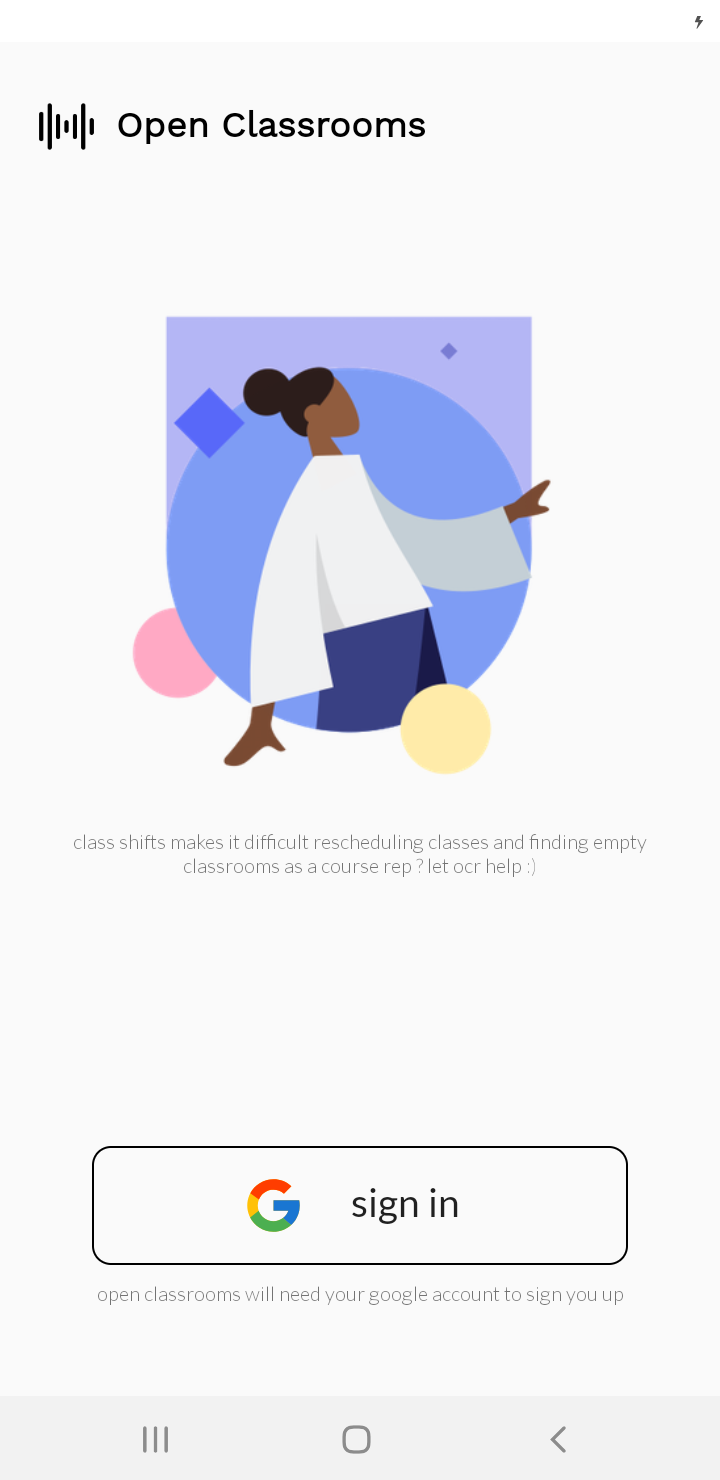 Open Classrooms
class shifts makes it difficult rescheduling classes and finding empty
classrooms as a course rep ? let ocr help :)
sign in
open classrooms will need your google account to sign you up